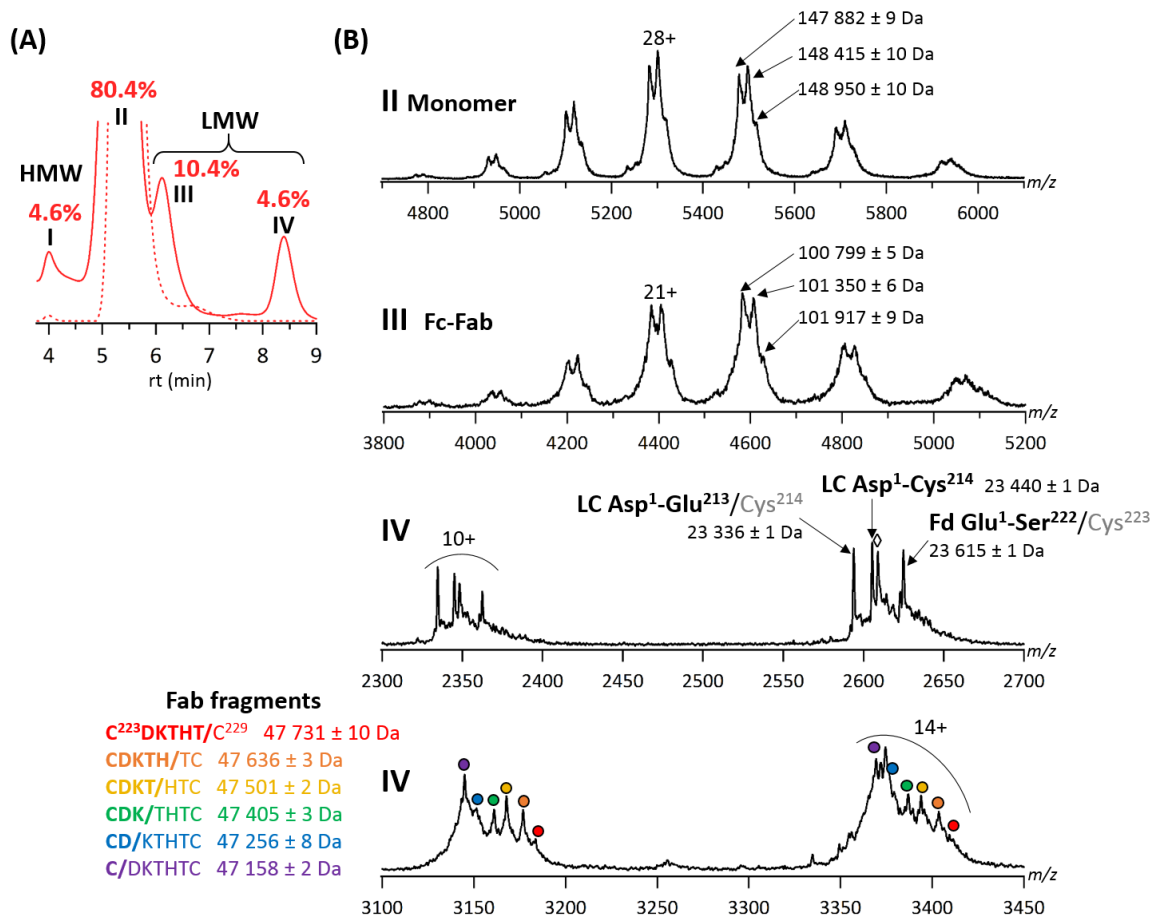 (A)
80.4%
II
LMW
HMW
10.4%
III
4.6%
I
4.6%
IV
4 5 6 7 8 9
rt (min)
(B)
II Monomer
28+
147 882 ± 9 Da
148 415 ± 10 Da
148 950 ± 10 Da
4800 5000 5200 5400 5600 5800 6000
m/z
III Fc-Fab
21+
100 799 ± 5 Da
101 350 ± 6 Da
101 917 ± 9 Da
3800 4000 4200 4400 4600 4800 5000 5200
m/z
IV
10+
LC Asp¹-Glu²¹³/Cys²¹⁴
23 336 ± 1 Da
LC Asp¹-Cys²¹⁴ 23 440 ± 1 Da
Fd Glu¹-Ser²²²/Cys²²³
23 615 ± 1 Da
2300 2350 2400 2450 2500 2550 2600 2650 2700
m/z
Fab fragments
C²²³DKTHT/C²²⁹ 47 731 ± 10 Da
CDKTH/TC 47 636 ± 3 Da
CDKT/HTC 47 501 ± 2 Da
CDK/THTC 47 405 ± 3 Da
CD/KTHTC 47 256 ± 8 Da
C/DKTHTC 47 158 ± 2 Da
IV
14+
3100 3150 3200 3250 3300 3350 3400 3450
m/z